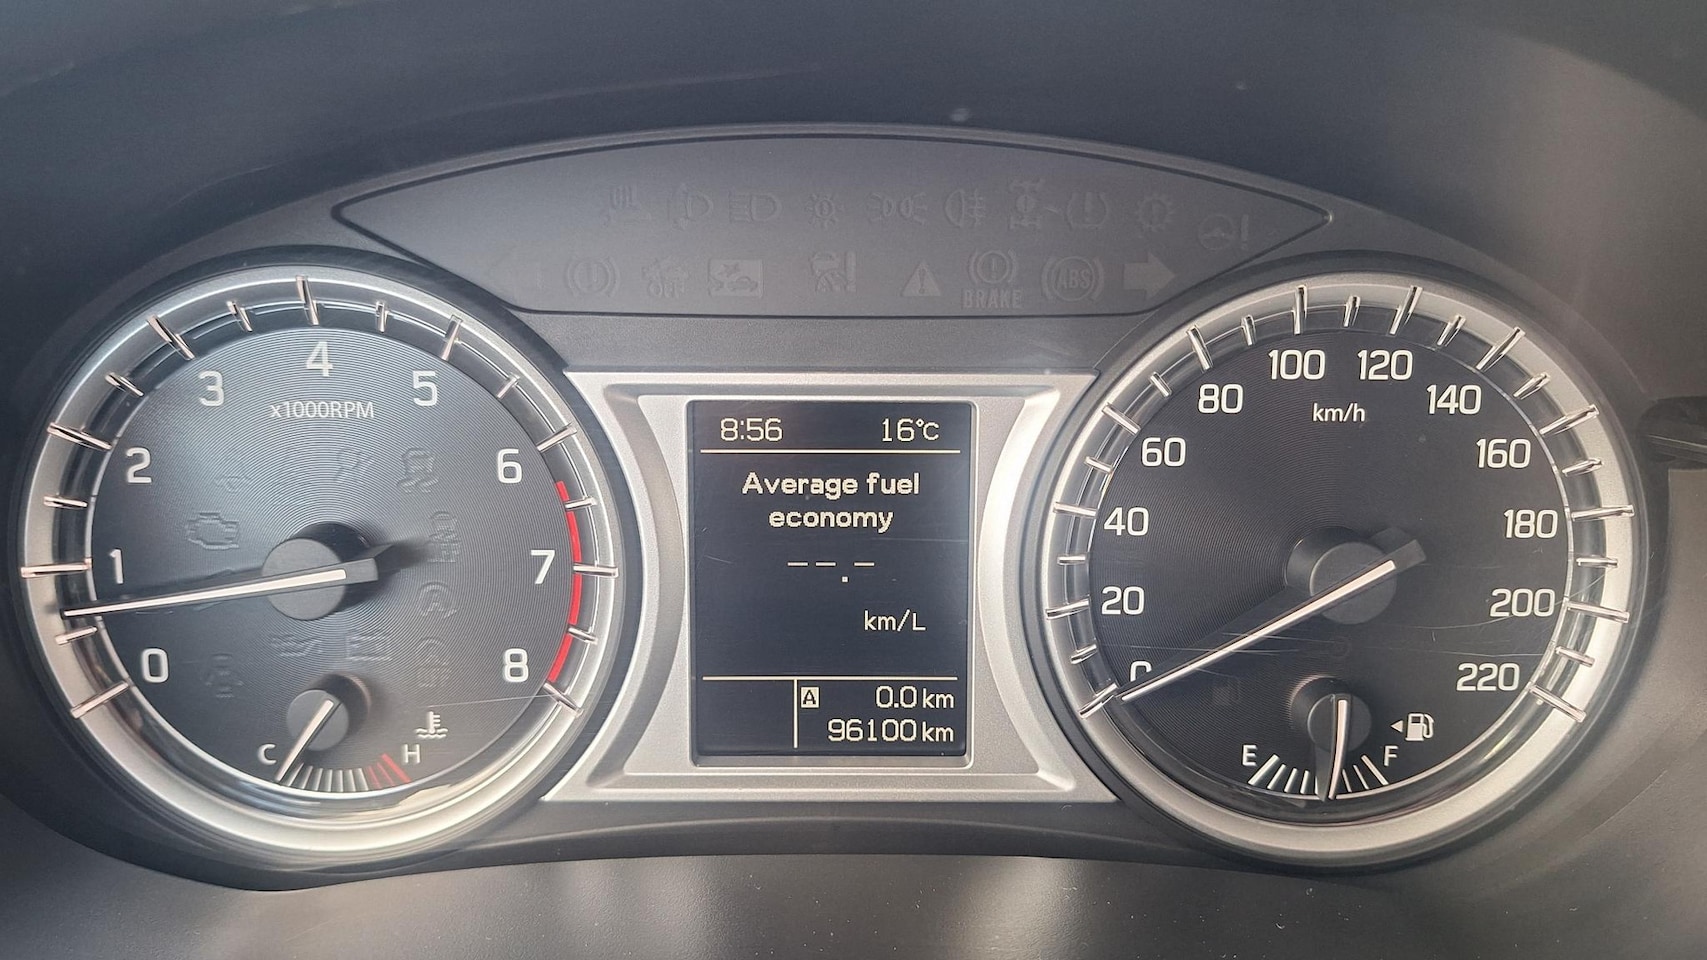 BRAKE
ABS
0
1
2
3
4
5
6
7
8
x1000RPM
C
H
8:56 16°C
Average fuel
economy
--.-
km/L
A 0.0 km
96100 km
0
20
40
60
80
100
120
140
160
180
200
220
km/h
E
F